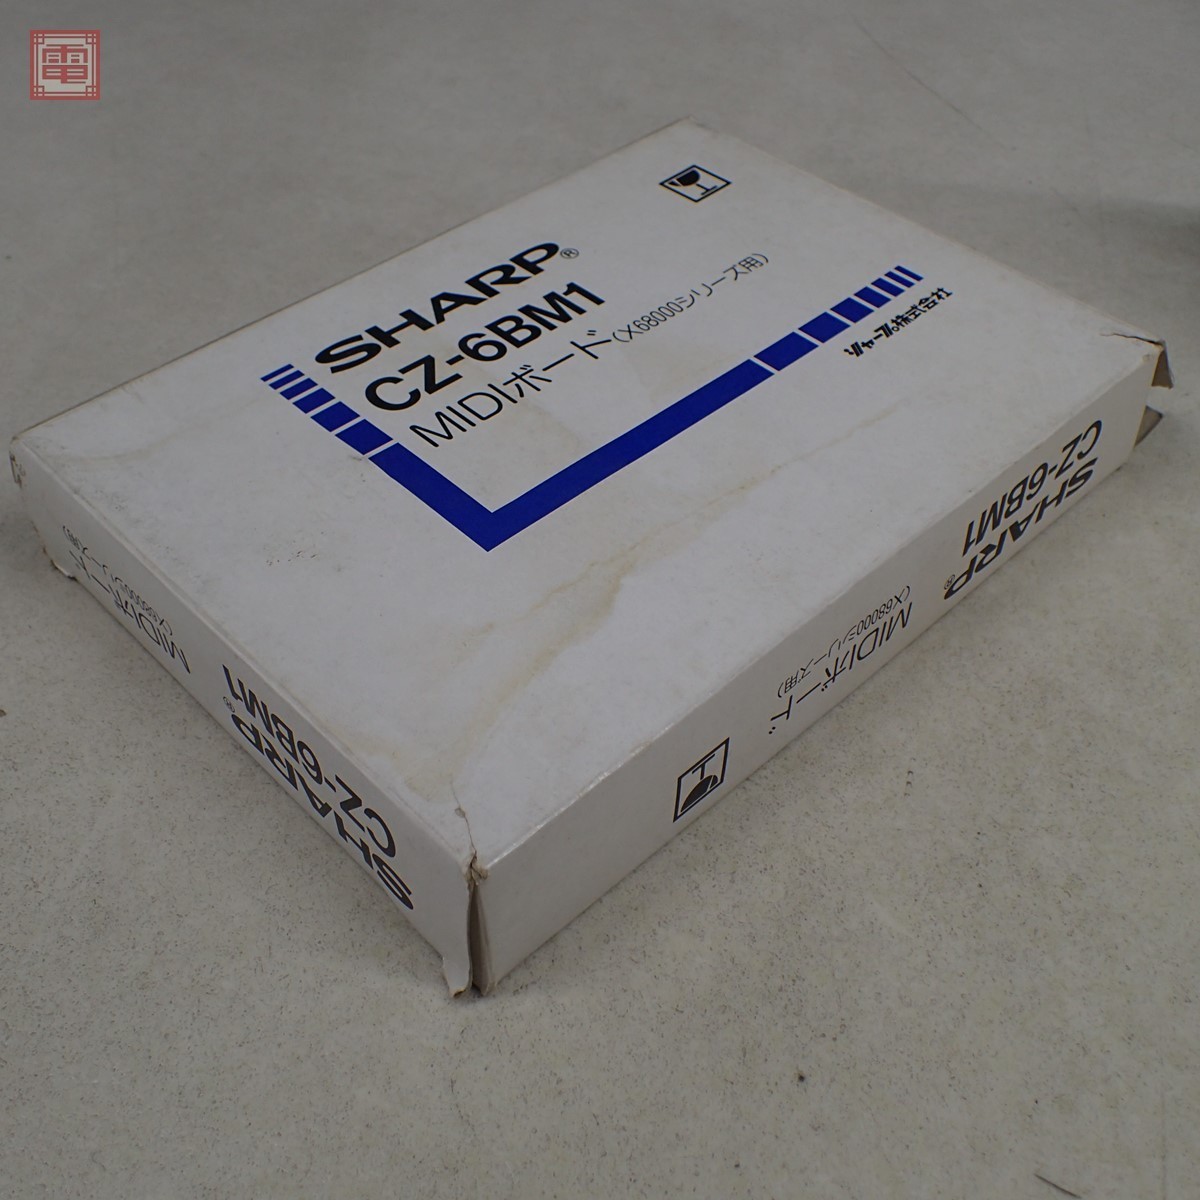 電
SHARP®
CZ-6BM1
MIDIボード(X68000シリーズ用)
シャープ株式会社
SHARP®
CZ-6BM1
MIDIボード
(X68000シリーズ用)
SHARP®
CZ-6BM1
MIDIボード
(X68000シリーズ用)